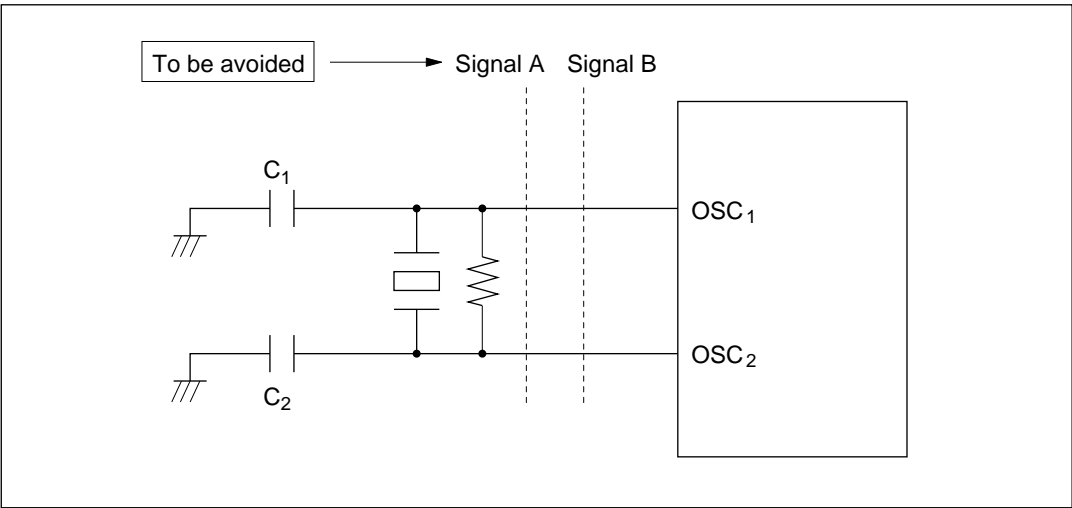 To be avoided Signal A Signal B
C1
OSC1
OSC2
C2